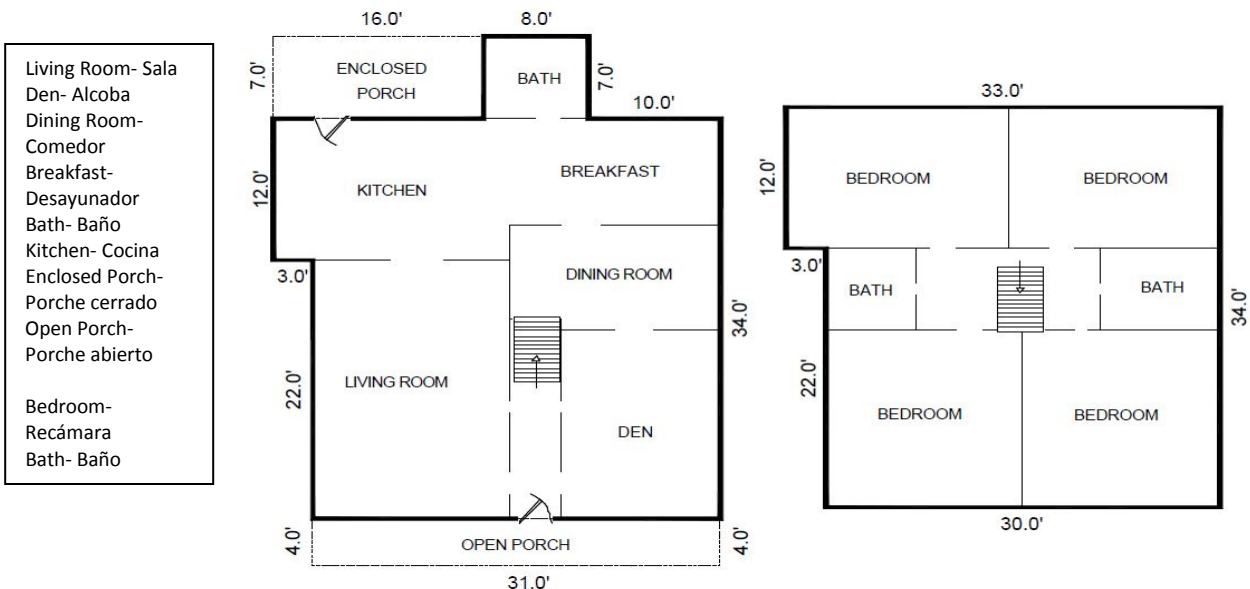 Living Room- Sala
Den- Alcoba
Dining Room-
Comedor
Breakfast-
Desayunador
Bath- Baño
Kitchen- Cocina
Enclosed Porch-
Porche cerrado
Open Porch-
Porche abierto
Bedroom-
Recámara
Bath- Baño
16.0'
8.0'
7.0'
ENCLOSED
PORCH
BATH
7.0'
10.0'
12.0'
KITCHEN
BREAKFAST
3.0'
DINING ROOM
34.0'
22.0'
LIVING ROOM
DEN
4.0'
OPEN PORCH
4.0'
31.0'
33.0'
12.0'
BEDROOM
BEDROOM
3.0'
BATH
BATH
34.0'
22.0'
BEDROOM
BEDROOM
30.0'